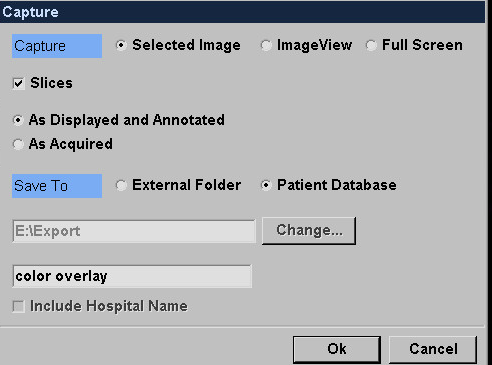 Capture
Capture Selected Image ImageView Full Screen
Slices
As Displayed and Annotated
As Acquired
Save To External Folder Patient Database
E:\Export Change...
color overlay
Include Hospital Name
Ok Cancel